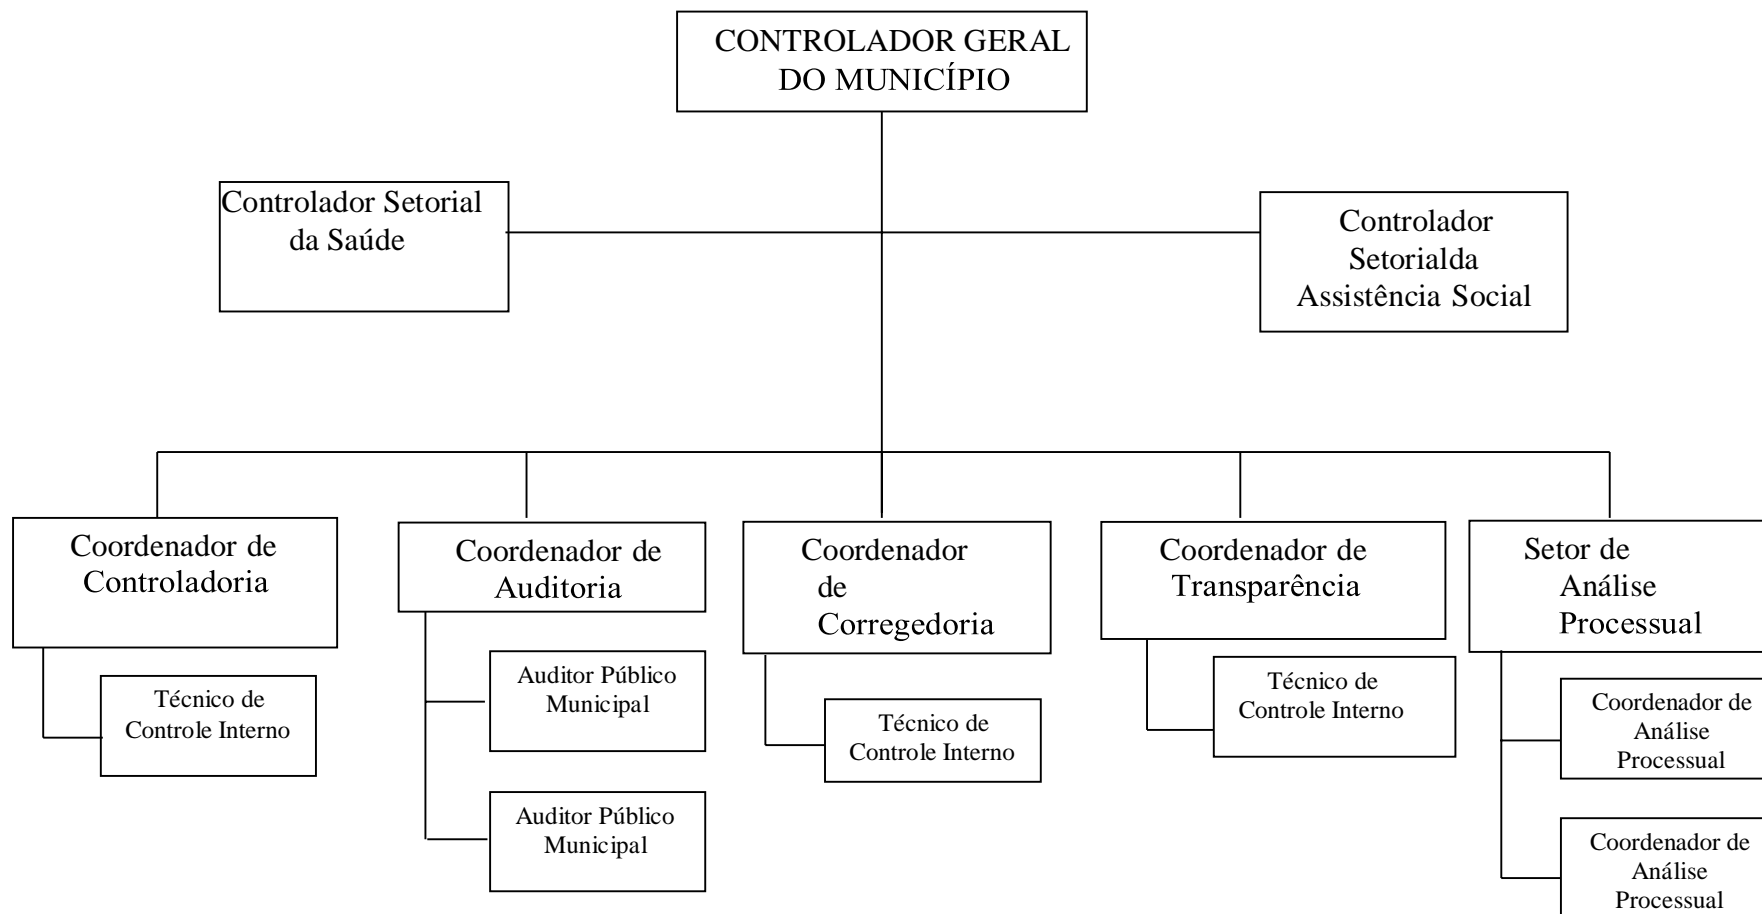 CONTROLADOR GERAL
DO MUNICÍPIO
Controlador Setorial
da Saúde
Controlador
Setorialda
Assistência Social
Coordenador de
Controladoria
Coordenador de
Auditoria
Coordenador
de
Corregedoria
Coordenador de
Transparência
Setor de
Análise
Processual
Técnico de
Controle Interno
Auditor Público
Municipal
Técnico de
Controle Interno
Técnico de
Controle Interno
Coordenador de
Análise
Processual
Auditor Público
Municipal
Coordenador de
Análise
Processual